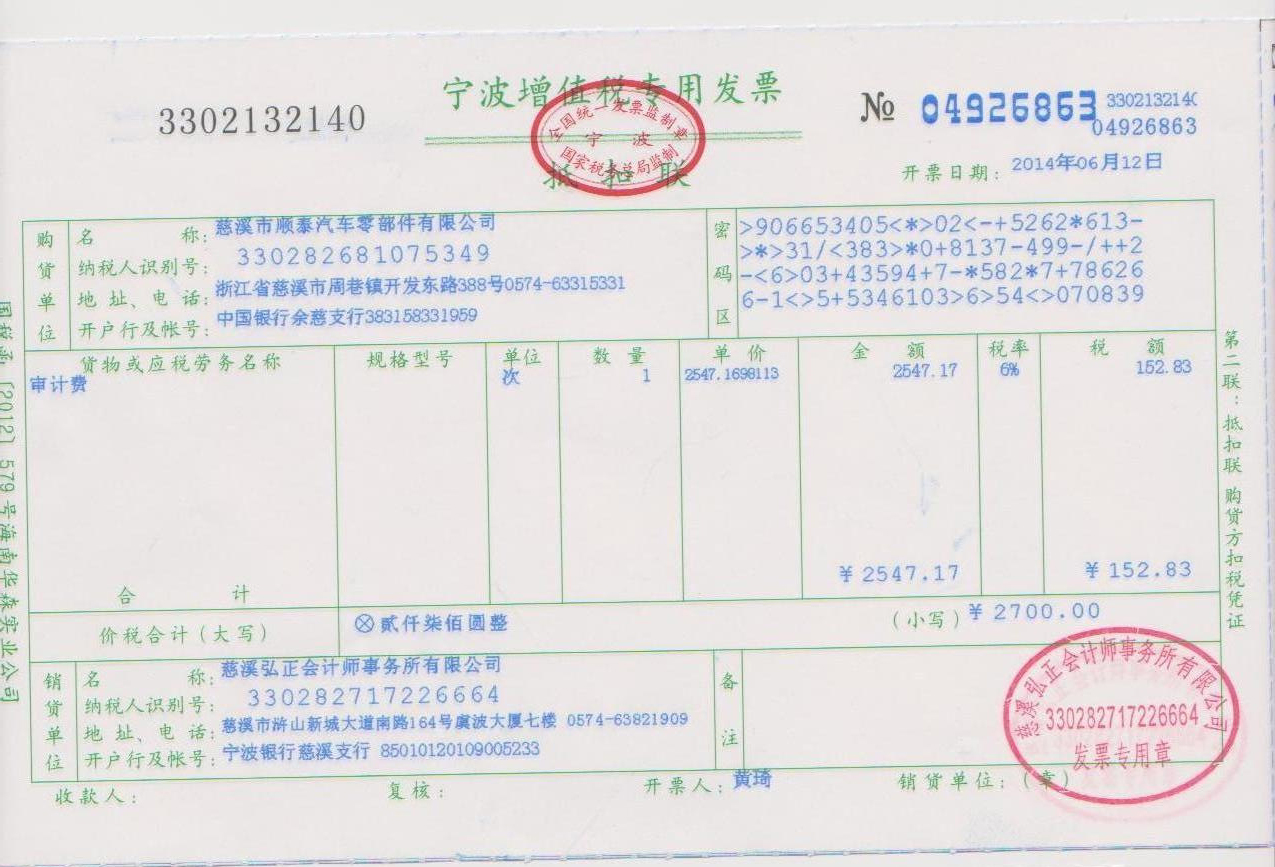 宁波增值税专用发票
抵扣联
3302132140
№ 04926863
3302132140
04926863
开票日期: 2014年06月12日
全国统一发票监制章
宁波
国家税务总局监制
购货单位
名称: 慈溪市顺泰汽车零部件有限公司
纳税人识别号: 330282681075349
地址、电话: 浙江省慈溪市周巷镇开发东路388号0574-63315331
开户行及帐号: 中国银行余慈支行383158331959
密码区
>906653405<*>02<-+5262*613-
>*>31/<383>*0+8137-499-/++2
-<6>03+43594+7-*582*7+78626
6-1<>5+5346103>6>54<>070839
货物或应税劳务名称 规格型号 单位 数量 单价 金额 税率 税额
审计费 次 1 2547.1698113 2547.17 6% 152.83
合计 ￥2547.17 ￥152.83
价税合计(大写) ⊗贰仟柒佰圆整 (小写) ￥2700.00
销货单位
名称: 慈溪弘正会计师事务所有限公司
纳税人识别号: 330282717226664
地址、电话: 慈溪市浒山新城大道南路164号虞波大厦七楼 0574-63821909
开户行及帐号: 宁波银行慈溪支行 85010120109005233
备注
慈溪弘正会计师事务所有限公司
330282717226664
发票专用章
收款人: 复核: 开票人: 黄琦 销货单位: (章)
第二联:抵扣联 购货方扣税凭证
国税函〔2012〕579号海南华森实业公司